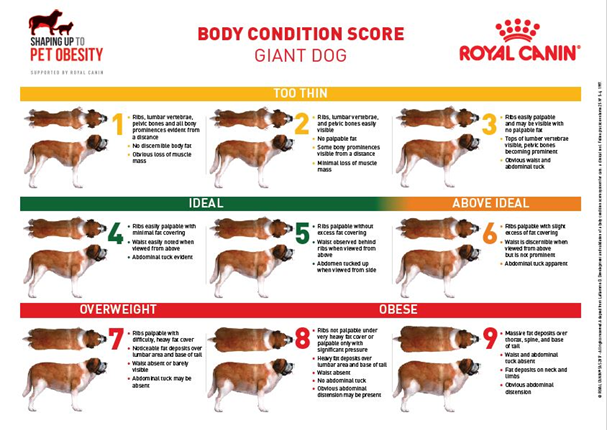 SHAPING UP TO
PET OBESITY
SUPPORTED BY ROYAL CANIN
BODY CONDITION SCORE
GIANT DOG
ROYAL CANIN®
TOO THIN
1
• Ribs, lumbar vertebrae,
pelvic bones and all body
prominences evident from
a distance
• No discernible body fat
• Obvious loss of muscle
mass
2
• Ribs, lumbar vertebrae,
and pelvic bones easily
visible
• No palpable fat
• Some bony prominences
visible from a distance
• Minimal loss of muscle
mass
3
• Ribs easily palpable
and may be visible with
no palpable fat
• Tops of lumbar vertebrae
visible, pelvic bones
becoming prominent
• Obvious waist and
abdominal tuck
IDEAL
ABOVE IDEAL
4
• Ribs easily palpable with
minimal fat covering
• Waist easily noted when
viewed from above
• Abdominal tuck evident
5
• Ribs palpable without
excess fat covering
• Waist observed behind
ribs when viewed from
above
• Abdomen tucked up
when viewed from side
6
• Ribs palpable with slight
excess of fat covering
• Waist is discernible when
viewed from above
but is not prominent
• Abdominal tuck apparent
OVERWEIGHT
OBESE
7
• Ribs palpable with
difficulty, heavy fat cover
• Noticeable fat deposits over
lumbar area and base of tail
• Waist absent or barely
visible
• Abdominal tuck may be
absent
8
• Ribs not palpable under
very heavy fat cover or
palpable only with
significant pressure
• Heavy fat deposits over
lumbar area and base of tail
• Waist absent
• No abdominal tuck
• Obvious abdominal
distension may be present
9
• Massive fat deposits over
thorax, spine, and base
of tail
• Waist and abdominal
tuck absent
• Fat deposits on neck and
limbs
• Obvious abdominal
distension